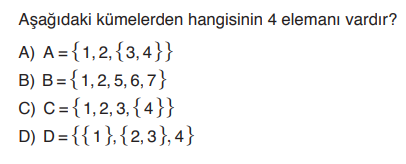 Aşağıdaki kümelerden hangisinin 4 elemanı vardır?
A) A={1,2,{3,4}}
B) B={1,2,5,6,7}
C) C={1,2,3,{4}}
D) D={{1},{2,3},4}